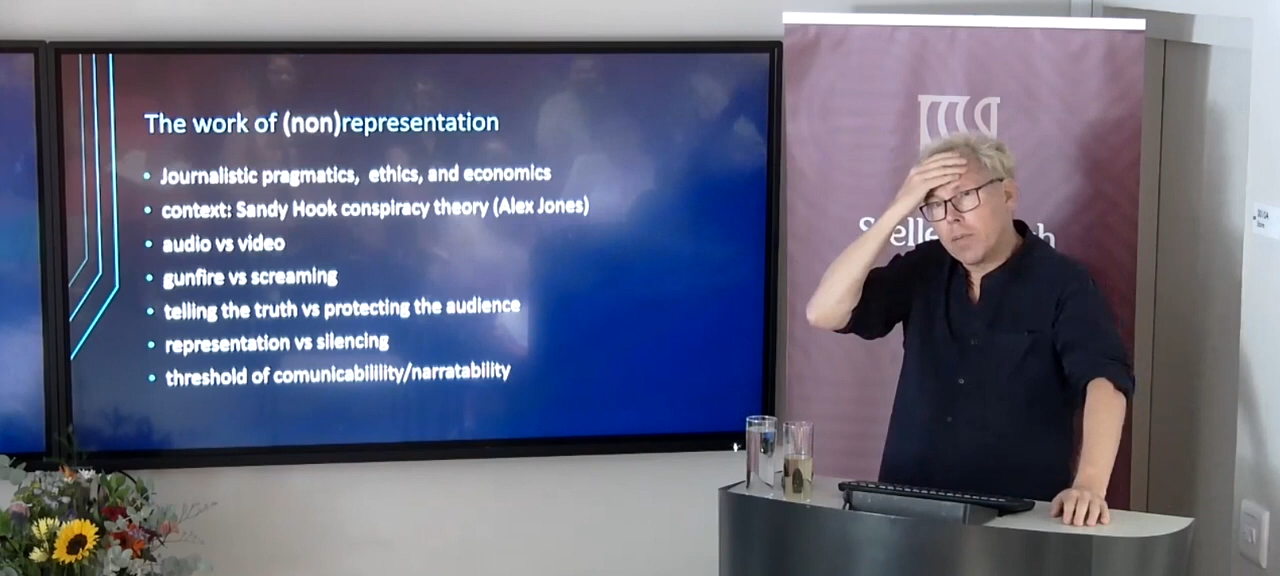 The work of (non)representation
• Journalistic pragmatics, ethics, and economics
• context: Sandy Hook conspiracy theory (Alex Jones)
• audio vs video
• gunfire vs screaming
• telling the truth vs protecting the audience
• representation vs silencing
• threshold of comunicabilility/narratability